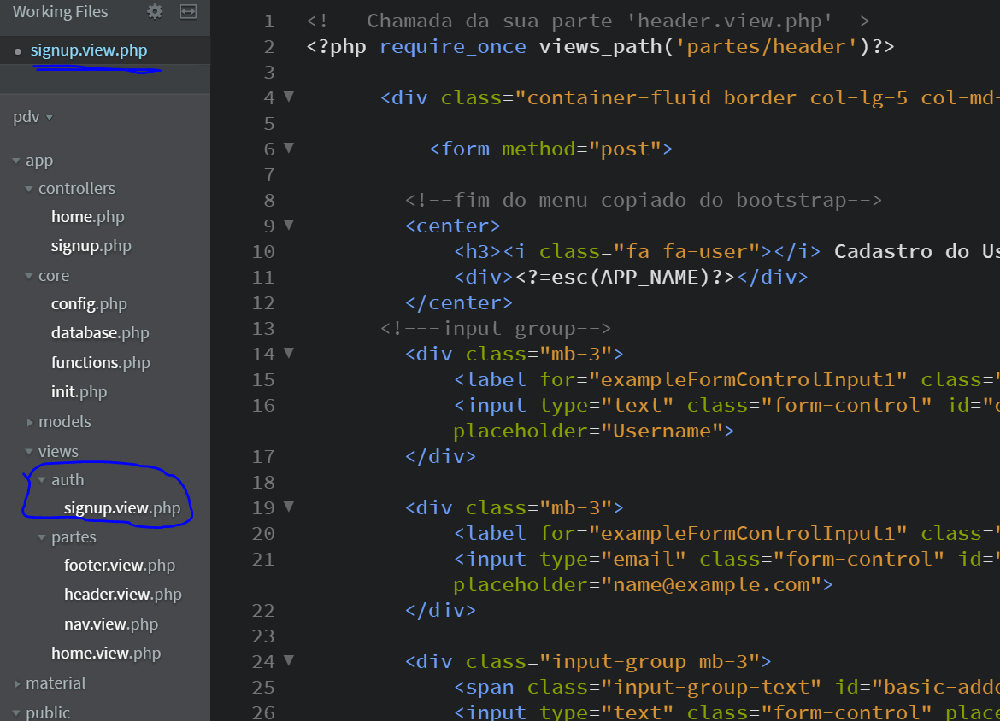 Working Files
signup.view.php
pdv
app
controllers
home.php
signup.php
core
config.php
database.php
functions.php
init.php
models
views
auth
signup.view.php
partes
footer.view.php
header.view.php
nav.view.php
home.view.php
material
public
1 <!---Chamada da sua parte 'header.view.php'-->
2 <?php require_once views_path('partes/header')?>
3
4 <div class="container-fluid border col-lg-5 col-md-
5
6 <form method="post">
7
8 <!--fim do menu copiado do bootstrap-->
9 <center>
10 <h3><i class="fa fa-user"></i> Cadastro do Us
11 <div><?=esc(APP_NAME)?></div>
12 </center>
13 <!---input group-->
14 <div class="mb-3">
15 <label for="exampleFormControlInput1" class="
16 <input type="text" class="form-control" id="e
placeholder="Username">
17 </div>
18
19 <div class="mb-3">
20 <label for="exampleFormControlInput1" class="
21 <input type="email" class="form-control" id="
placeholder="name@example.com">
22 </div>
23
24 <div class="input-group mb-3">
25 <span class="input-group-text" id="basic-addo
26 <input type="text" class="form-control" place